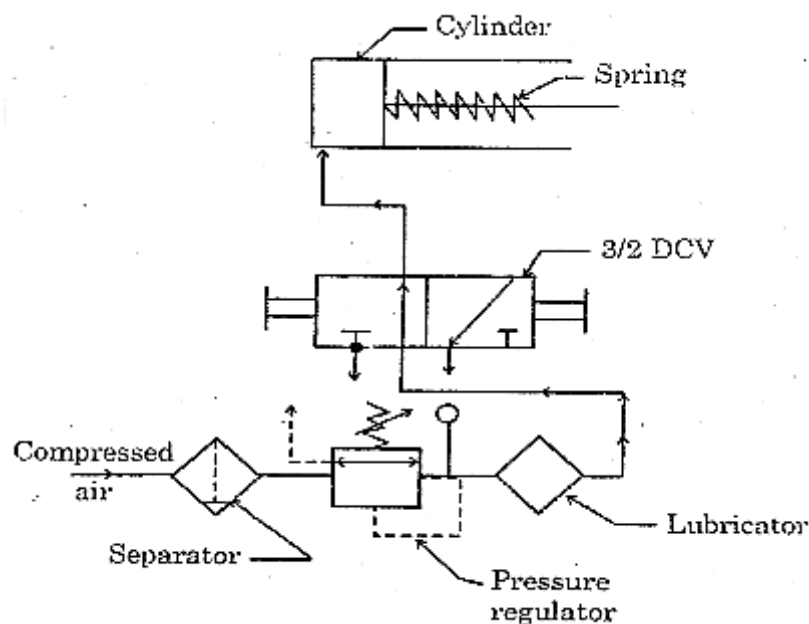 Cylinder
Spring
3/2 DCV
Compressed
air
Separator
Lubricator
Pressure
regulator